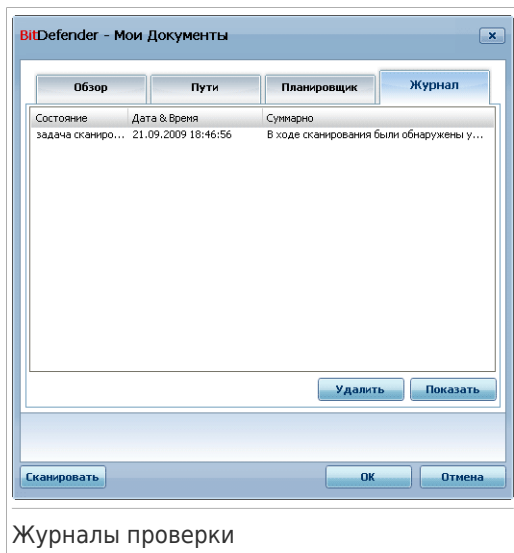 BitDefender - Мои Документы
Обзор Пути Планировщик Журнал
Состояние Дата & Время Суммарно
задача сканиро... 21.09.2009 18:46:56 В ходе сканирования были обнаружены у...
Удалить Показать
Сканировать OK Отмена
Журналы проверки